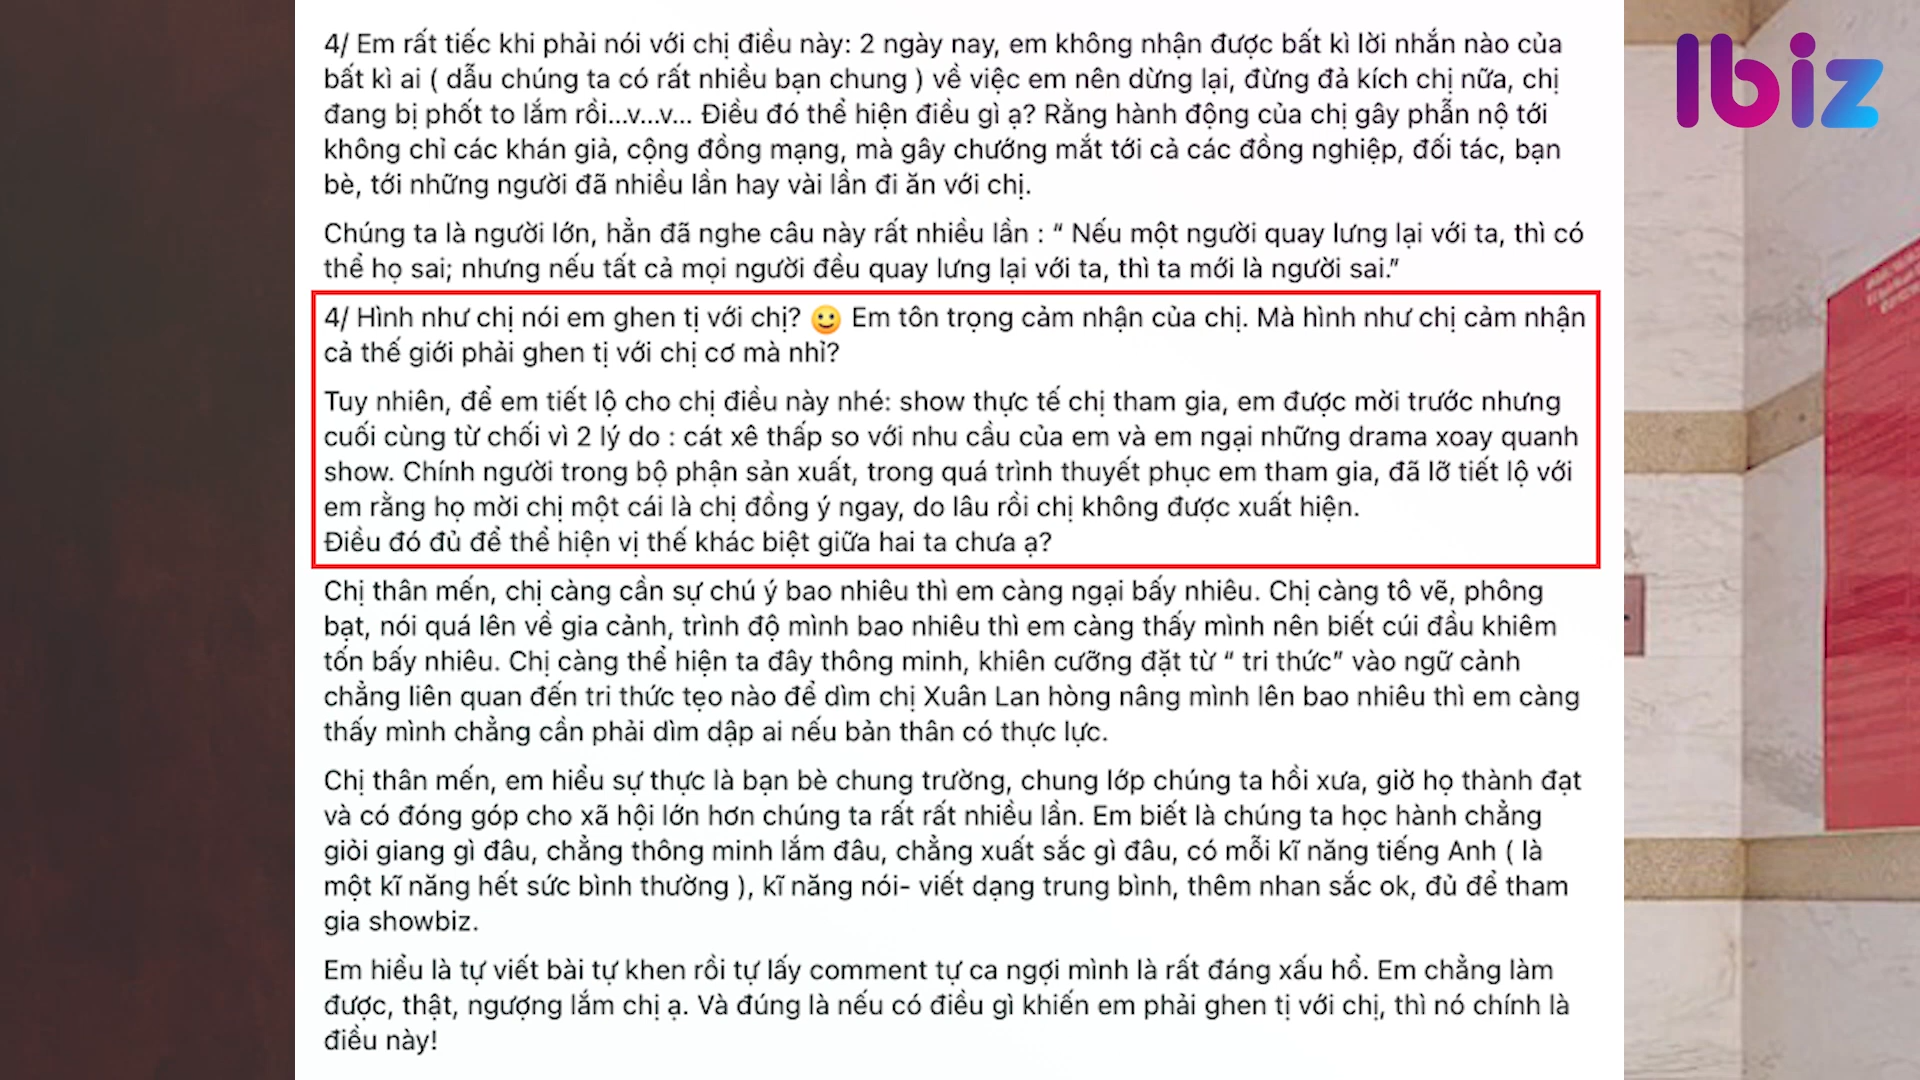 4/ Em rất tiếc khi phải nói với chị điều này: 2 ngày nay, em không nhận được bất kì lời nhắn nào của
bất kì ai ( dẫu chúng ta có rất nhiều bạn chung ) về việc em nên dừng lại, đừng đả kích chị nữa, chị
đang bị phốt to lắm rồi...v...v... Điều đó thể hiện điều gì ạ? Rằng hành động của chị gây phẫn nộ tới
không chỉ các khán giả, cộng đồng mạng, mà gây chướng mắt tới cả các đồng nghiệp, đối tác, bạn
bè, tới những người đã nhiều lần hay vài lần đi ăn với chị.
Chúng ta là người lớn, hẳn đã nghe câu này rất nhiều lần : “ Nếu một người quay lưng lại với ta, thì có
thể họ sai; nhưng nếu tất cả mọi người đều quay lưng lại với ta, thì ta mới là người sai.”
4/ Hình như chị nói em ghen tị với chị? 🙂 Em tôn trọng cảm nhận của chị. Mà hình như chị cảm nhận
cả thế giới phải ghen tị với chị cơ mà nhỉ?
Tuy nhiên, để em tiết lộ cho chị điều này nhé: show thực tế chị tham gia, em được mời trước nhưng
cuối cùng từ chối vì 2 lý do : cát xê thấp so với nhu cầu của em và em ngại những drama xoay quanh
show. Chính người trong bộ phận sản xuất, trong quá trình thuyết phục em tham gia, đã lỡ tiết lộ với
em rằng họ mời chị một cái là chị đồng ý ngay, do lâu rồi chị không được xuất hiện.
Điều đó đủ để thể hiện vị thế khác biệt giữa hai ta chưa ạ?
Chị thân mến, chị càng cần sự chú ý bao nhiêu thì em càng ngại bấy nhiêu. Chị càng tô vẽ, phông
bạt, nói quá lên về gia cảnh, trình độ mình bao nhiêu thì em càng thấy mình nên biết cúi đầu khiêm
tốn bấy nhiêu. Chị càng thể hiện ta đây thông minh, khiên cưỡng đặt từ “ tri thức” vào ngữ cảnh
chẳng liên quan đến tri thức tẹo nào để dìm chị Xuân Lan hòng nâng mình lên bao nhiêu thì em càng
thấy mình chẳng cần phải dìm dập ai nếu bản thân có thực lực.
Chị thân mến, em hiểu sự thực là bạn bè chung trường, chung lớp chúng ta hồi xưa, giờ họ thành đạt
và có đóng góp cho xã hội lớn hơn chúng ta rất rất nhiều lần. Em biết là chúng ta học hành chẳng
giỏi giang gì đâu, chẳng thông minh lắm đâu, chẳng xuất sắc gì đâu, có mỗi kĩ năng tiếng Anh ( là
một kĩ năng hết sức bình thường ), kĩ năng nói- viết dạng trung bình, thêm nhan sắc ok, đủ để tham
gia showbiz.
Em hiểu là tự viết bài tự khen rồi tự lấy comment tự ca ngợi mình là rất đáng xấu hổ. Em chẳng làm
được, thật, ngượng lắm chị ạ. Và đúng là nếu có điều gì khiến em phải ghen tị với chị, thì nó chính là
điều này!
Ibiz